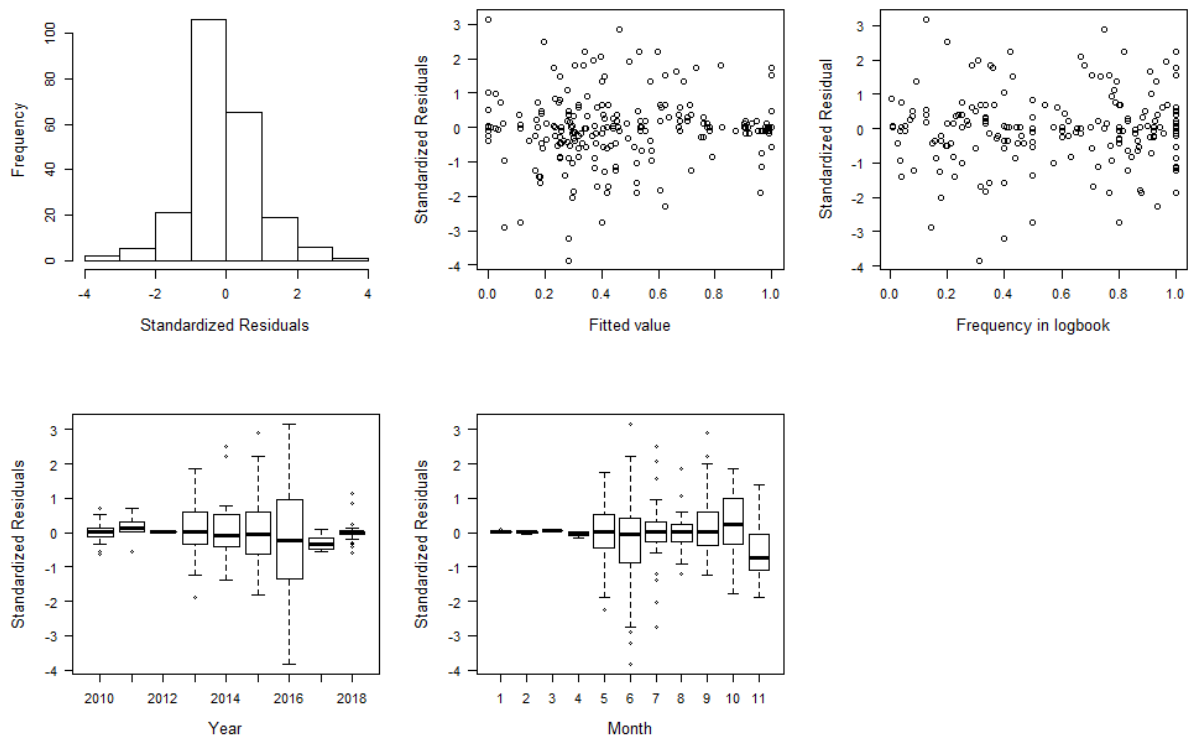 100
80
60
40
20
0
Frequency
-4 -2 0 2 4
Standardized Residuals
3
2
1
0
-1
-2
-3
-4
Standardized Residuals
0.0 0.2 0.4 0.6 0.8 1.0
Fitted value
3
2
1
0
-1
-2
-3
-4
Standardized Residual
0.0 0.2 0.4 0.6 0.8 1.0
Frequency in logbook
3
2
1
0
-1
-2
-3
-4
Standardized Residuals
2010 2012 2014 2016 2018
Year
3
2
1
0
-1
-2
-3
-4
Standardized Residuals
1 2 3 4 5 6 7 8 9 10 11
Month